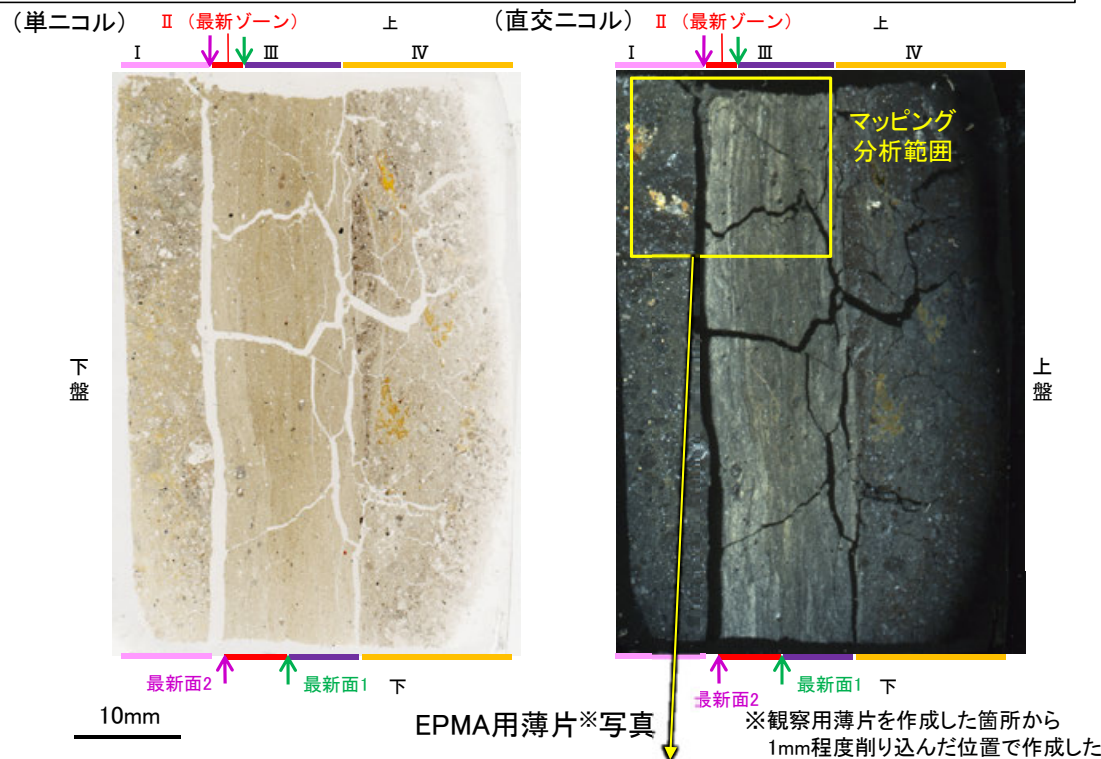 (単ニコル)
Ⅱ(最新ゾーン)
上
Ⅰ
Ⅲ
Ⅳ
(直交ニコル)
Ⅱ(最新ゾーン)
上
Ⅰ
Ⅲ
Ⅳ
マッピング
分析範囲
下盤
上盤
最新面2
最新面1
下
最新面2
最新面1
下
10mm
EPMA用薄片※写真
※観察用薄片を作成した箇所から
1mm程度削り込んだ位置で作成した